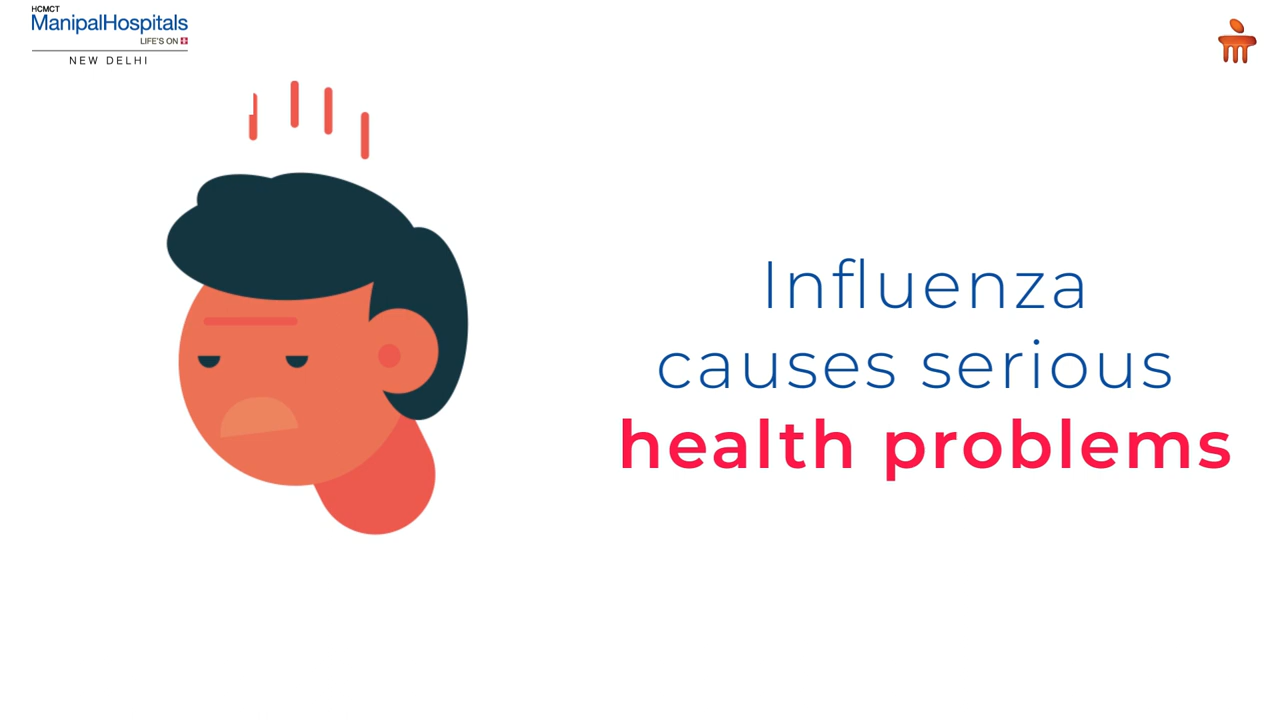 HCMCT
ManipalHospitals
LIFE'S ON
NEW DELHI
Influenza
causes serious
health problems